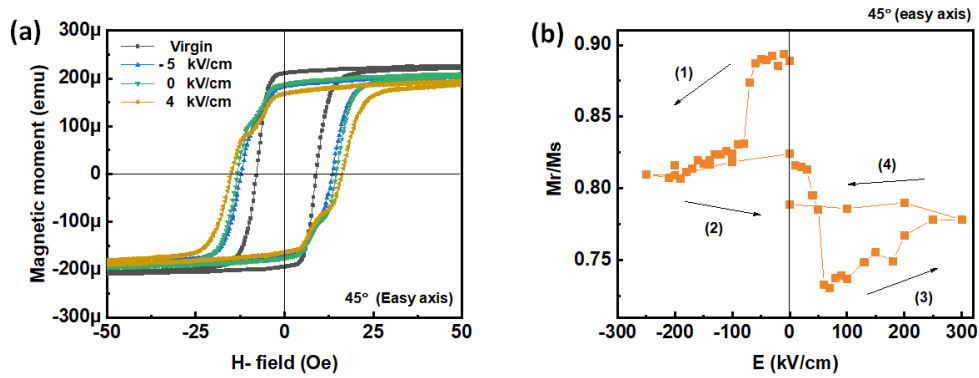 (a)
300μ
200μ
100μ
0
-100μ
-200μ
-300μ
Magnetic moment (emu)
Virgin
- 5 kV/cm
0 kV/cm
4 kV/cm
45° (Easy axis)
-50 -25 0 25 50
H- field (Oe)
(b)
45° (easy axis)
0.90
0.85
0.80
0.75
Mr/Ms
(1)
(2)
(4)
(3)
-300 -200 -100 0 100 200 300
E (kV/cm)